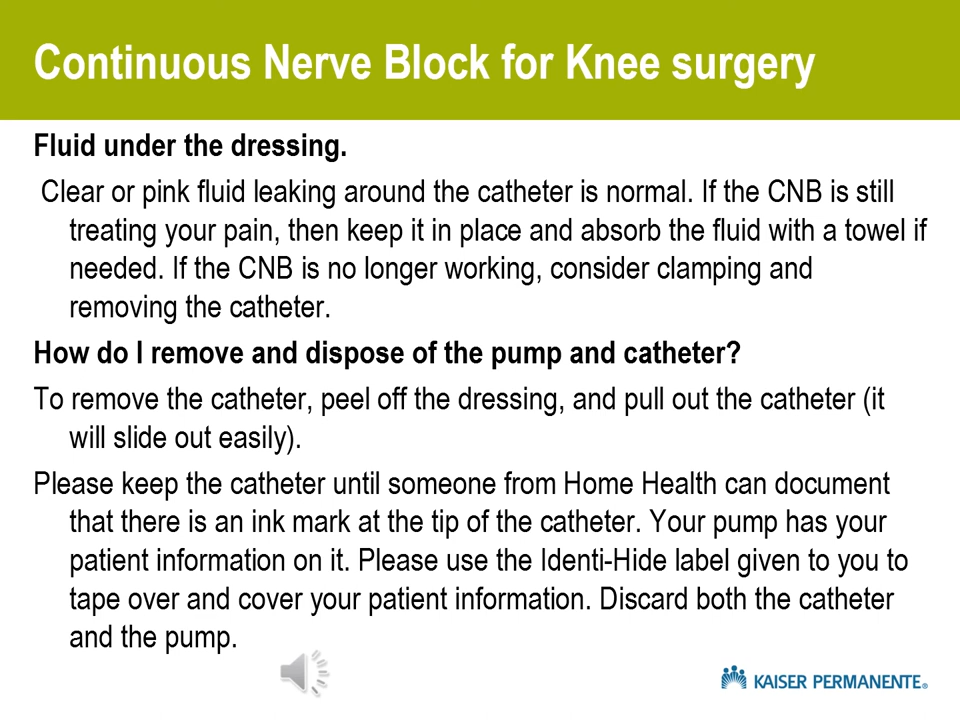 Continuous Nerve Block for Knee surgery
Fluid under the dressing.
Clear or pink fluid leaking around the catheter is normal. If the CNB is still
treating your pain, then keep it in place and absorb the fluid with a towel if
needed. If the CNB is no longer working, consider clamping and
removing the catheter.
How do I remove and dispose of the pump and catheter?
To remove the catheter, peel off the dressing, and pull out the catheter (it
will slide out easily).
Please keep the catheter until someone from Home Health can document
that there is an ink mark at the tip of the catheter. Your pump has your
patient information on it. Please use the Identi-Hide label given to you to
tape over and cover your patient information. Discard both the catheter
and the pump.
KAISER PERMANENTE®